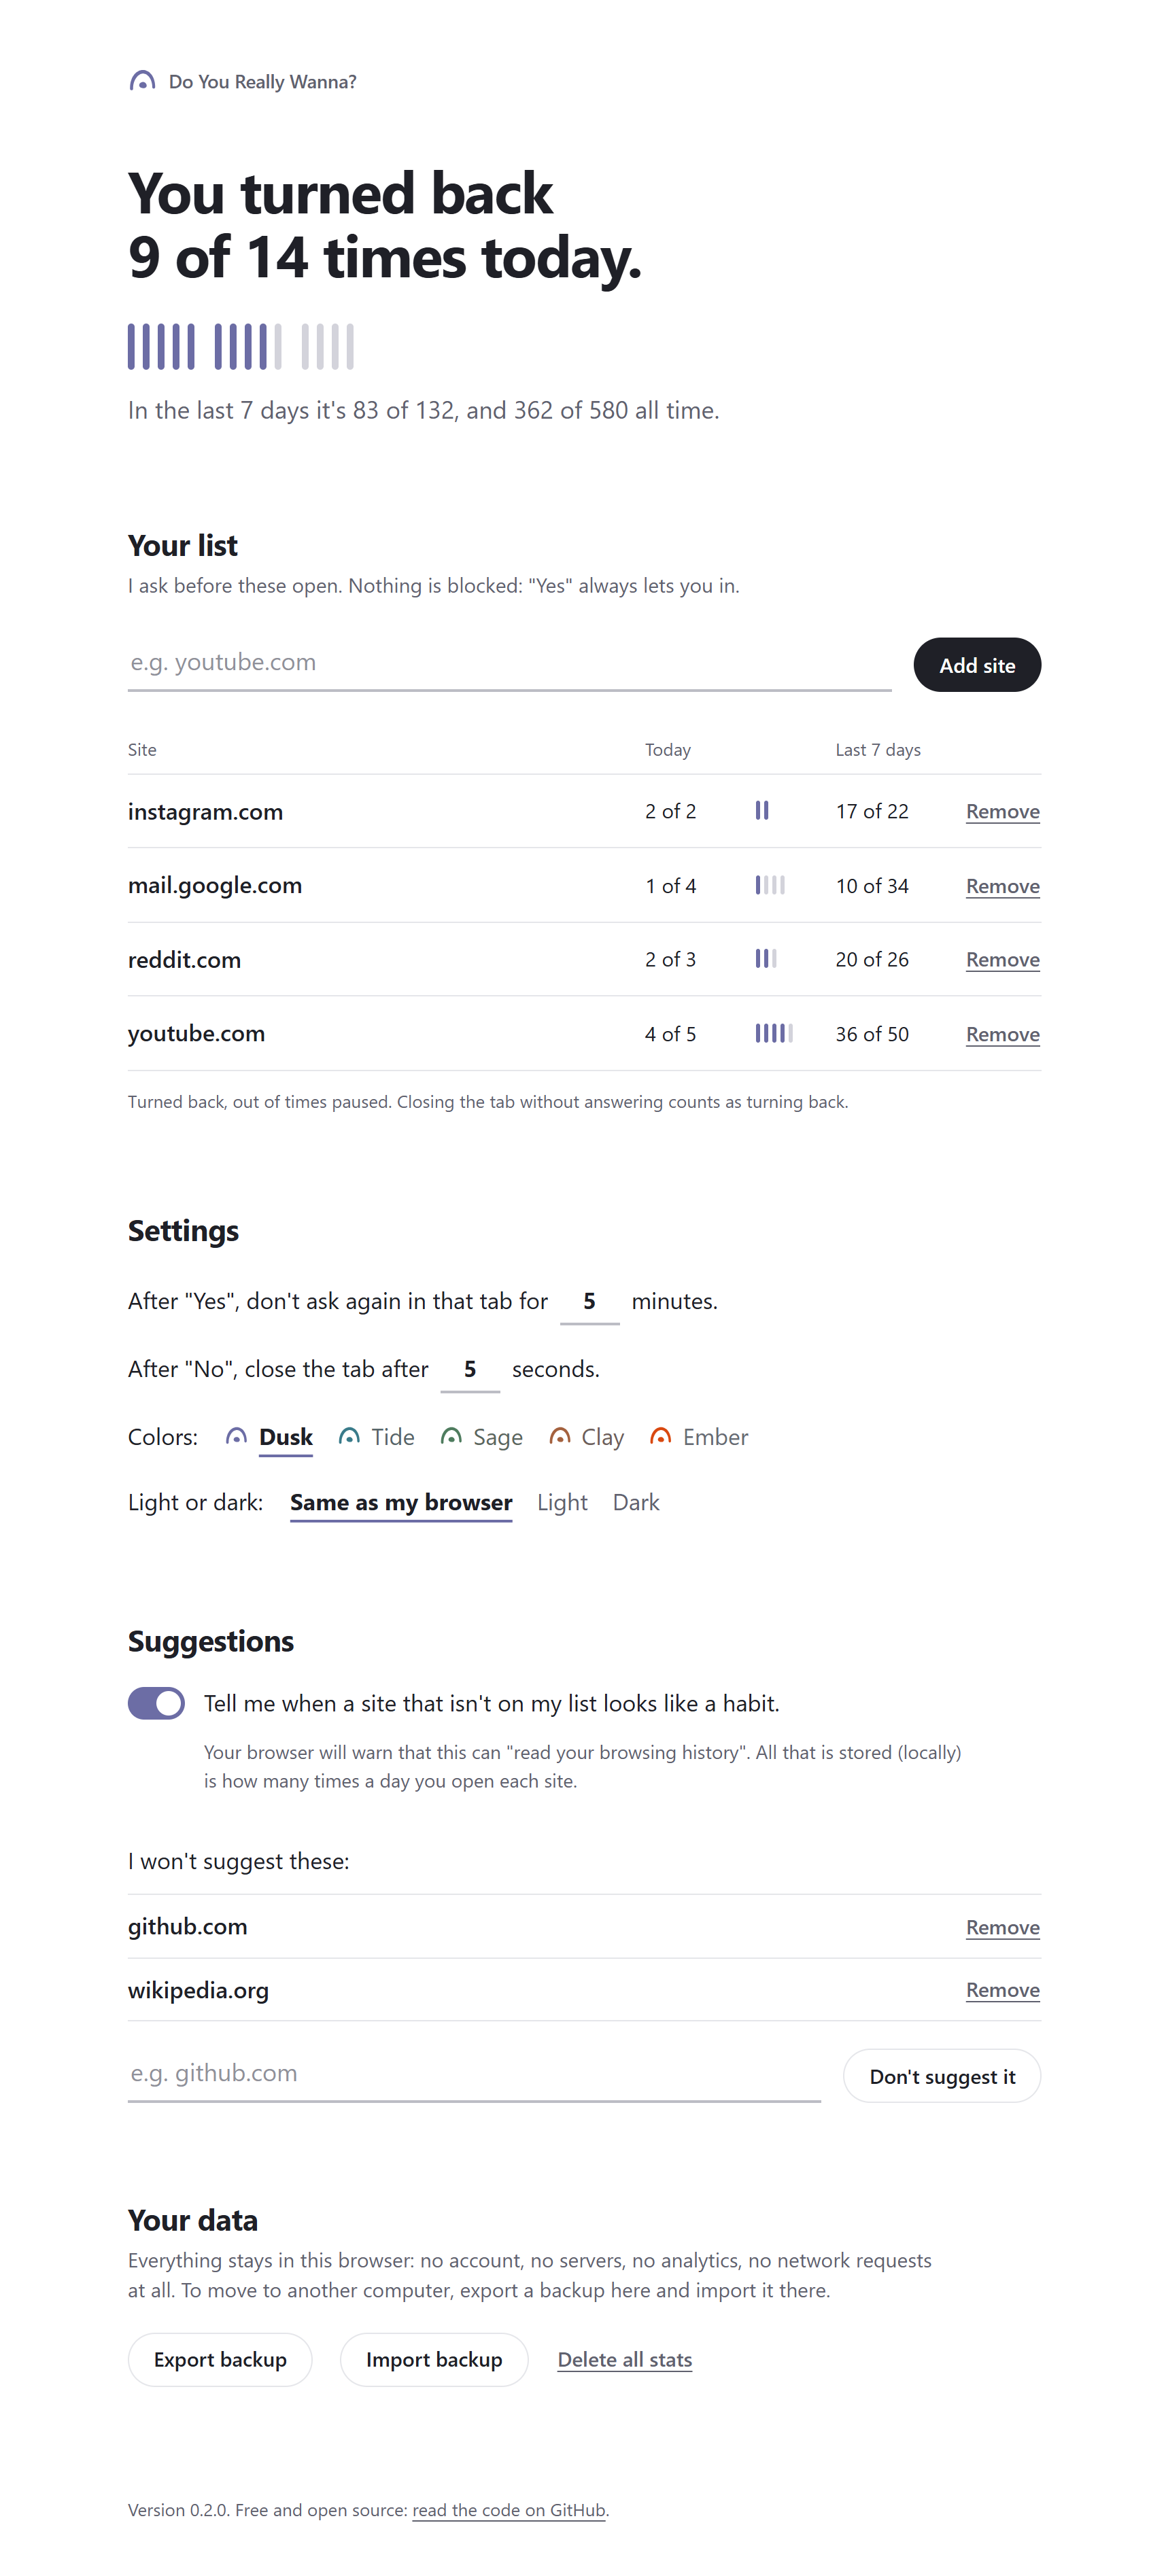 Do You Really Wanna?
You turned back
9 of 14 times today.
In the last 7 days it's 83 of 132, and 362 of 580 all time.
Your list
I ask before these open. Nothing is blocked: "Yes" always lets you in.
e.g. youtube.com Add site
Site Today Last 7 days
instagram.com 2 of 2 17 of 22 Remove
mail.google.com 1 of 4 10 of 34 Remove
reddit.com 2 of 3 20 of 26 Remove
youtube.com 4 of 5 36 of 50 Remove
Turned back, out of times paused. Closing the tab without answering counts as turning back.
Settings
After "Yes", don't ask again in that tab for 5 minutes.
After "No", close the tab after 5 seconds.
Colors: Dusk Tide Sage Clay Ember
Light or dark: Same as my browser Light Dark
Suggestions
Tell me when a site that isn't on my list looks like a habit.
Your browser will warn that this can "read your browsing history". All that is stored (locally)
is how many times a day you open each site.
I won't suggest these:
github.com Remove
wikipedia.org Remove
e.g. github.com Don't suggest it
Your data
Everything stays in this browser: no account, no servers, no analytics, no network requests
at all. To move to another computer, export a backup here and import it there.
Export backup Import backup Delete all stats
Version 0.2.0. Free and open source: read the code on GitHub.